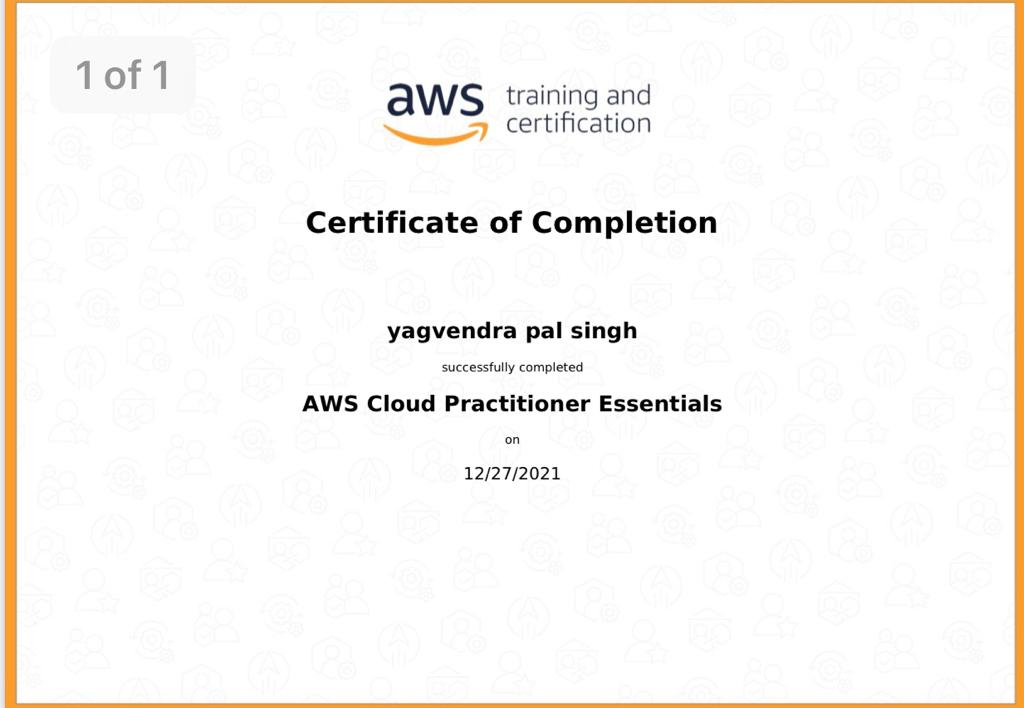 1 of 1
aws training and
certification
Certificate of Completion
yagvendra pal singh
successfully completed
AWS Cloud Practitioner Essentials
on
12/27/2021